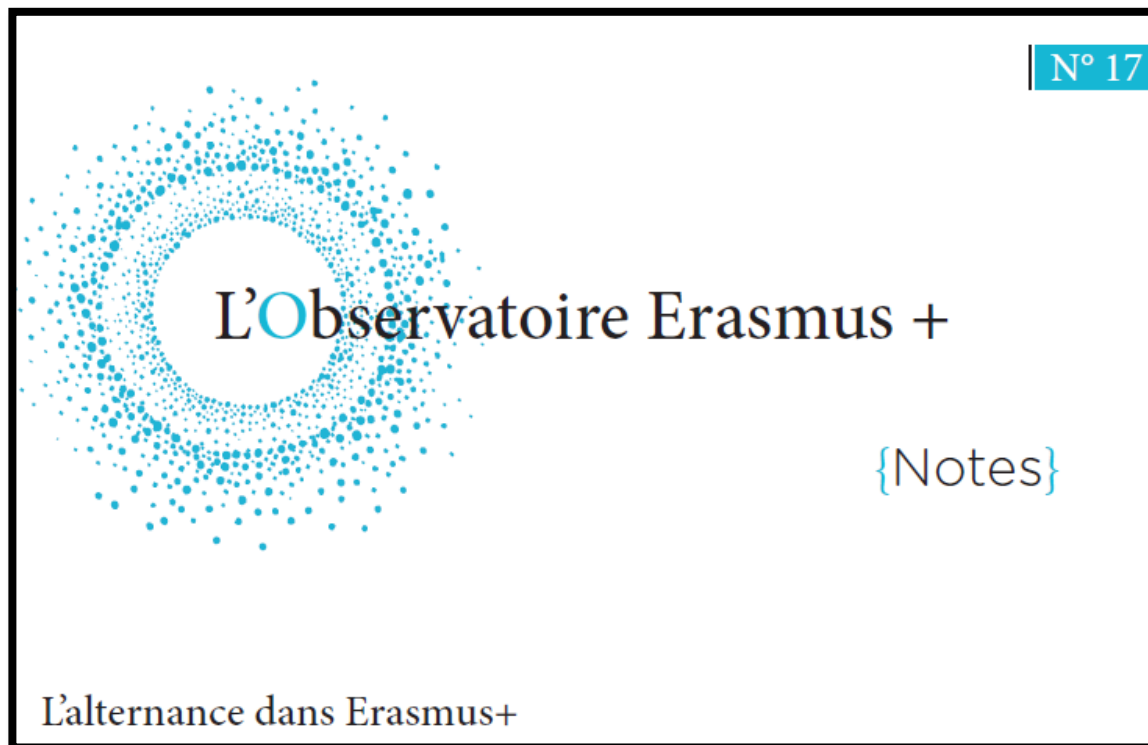 N° 17
L’Observatoire Erasmus +
{Notes}
L’alternance dans Erasmus+